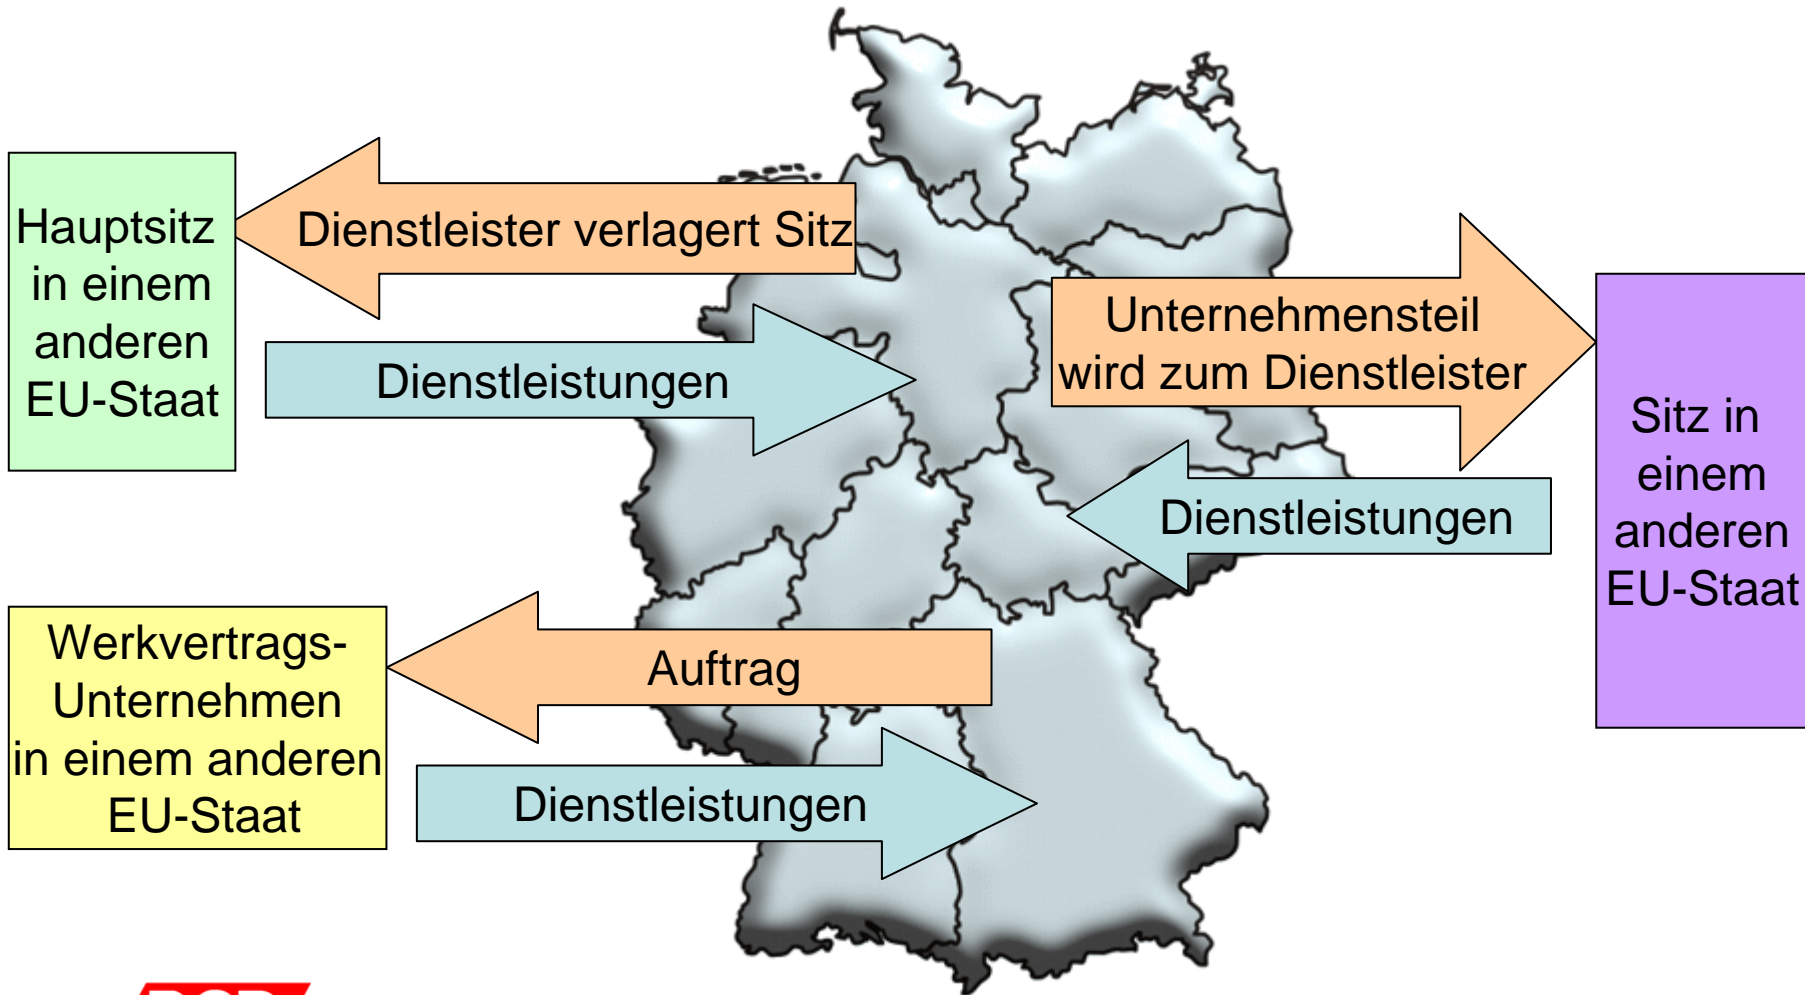 Hauptsitz
in einem
anderen
EU-Staat
Dienstleister verlagert Sitz
Dienstleistungen
Unternehmensteil
wird zum Dienstleister
Dienstleistungen
Sitz in
einem
anderen
EU-Staat
Werkvertrags-
Unternehmen
in einem anderen
EU-Staat
Auftrag
Dienstleistungen